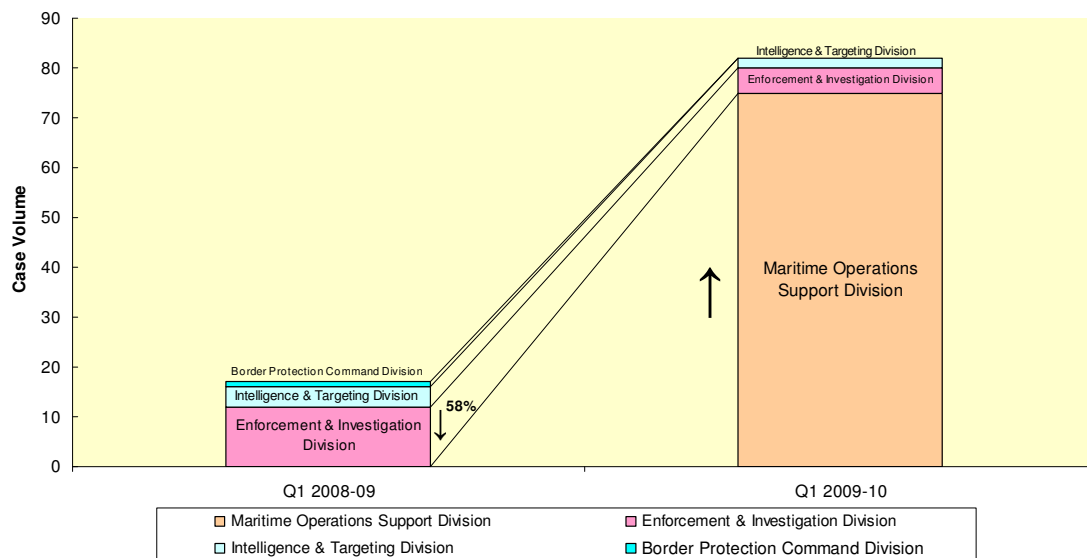 90
80
70
60
50
40
30
20
10
0
Case Volume
Intelligence & Targeting Division
Enforcement & Investigation Division
Maritime Operations
Support Division
Border Protection Command Division
Intelligence & Targeting Division
58%
Enforcement & Investigation
Division
Q1 2008-09
Q1 2009-10
Maritime Operations Support Division
Enforcement & Investigation Division
Intelligence & Targeting Division
Border Protection Command Division